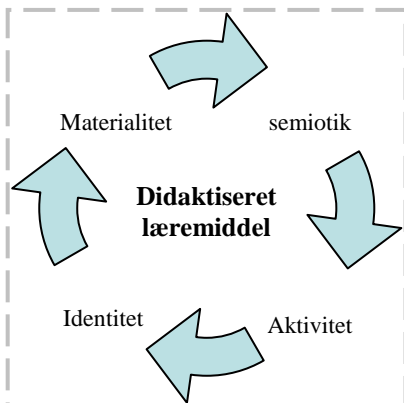 Materialitet
semiotik
Didaktiseret
læremiddel
Identitet
Aktivitet